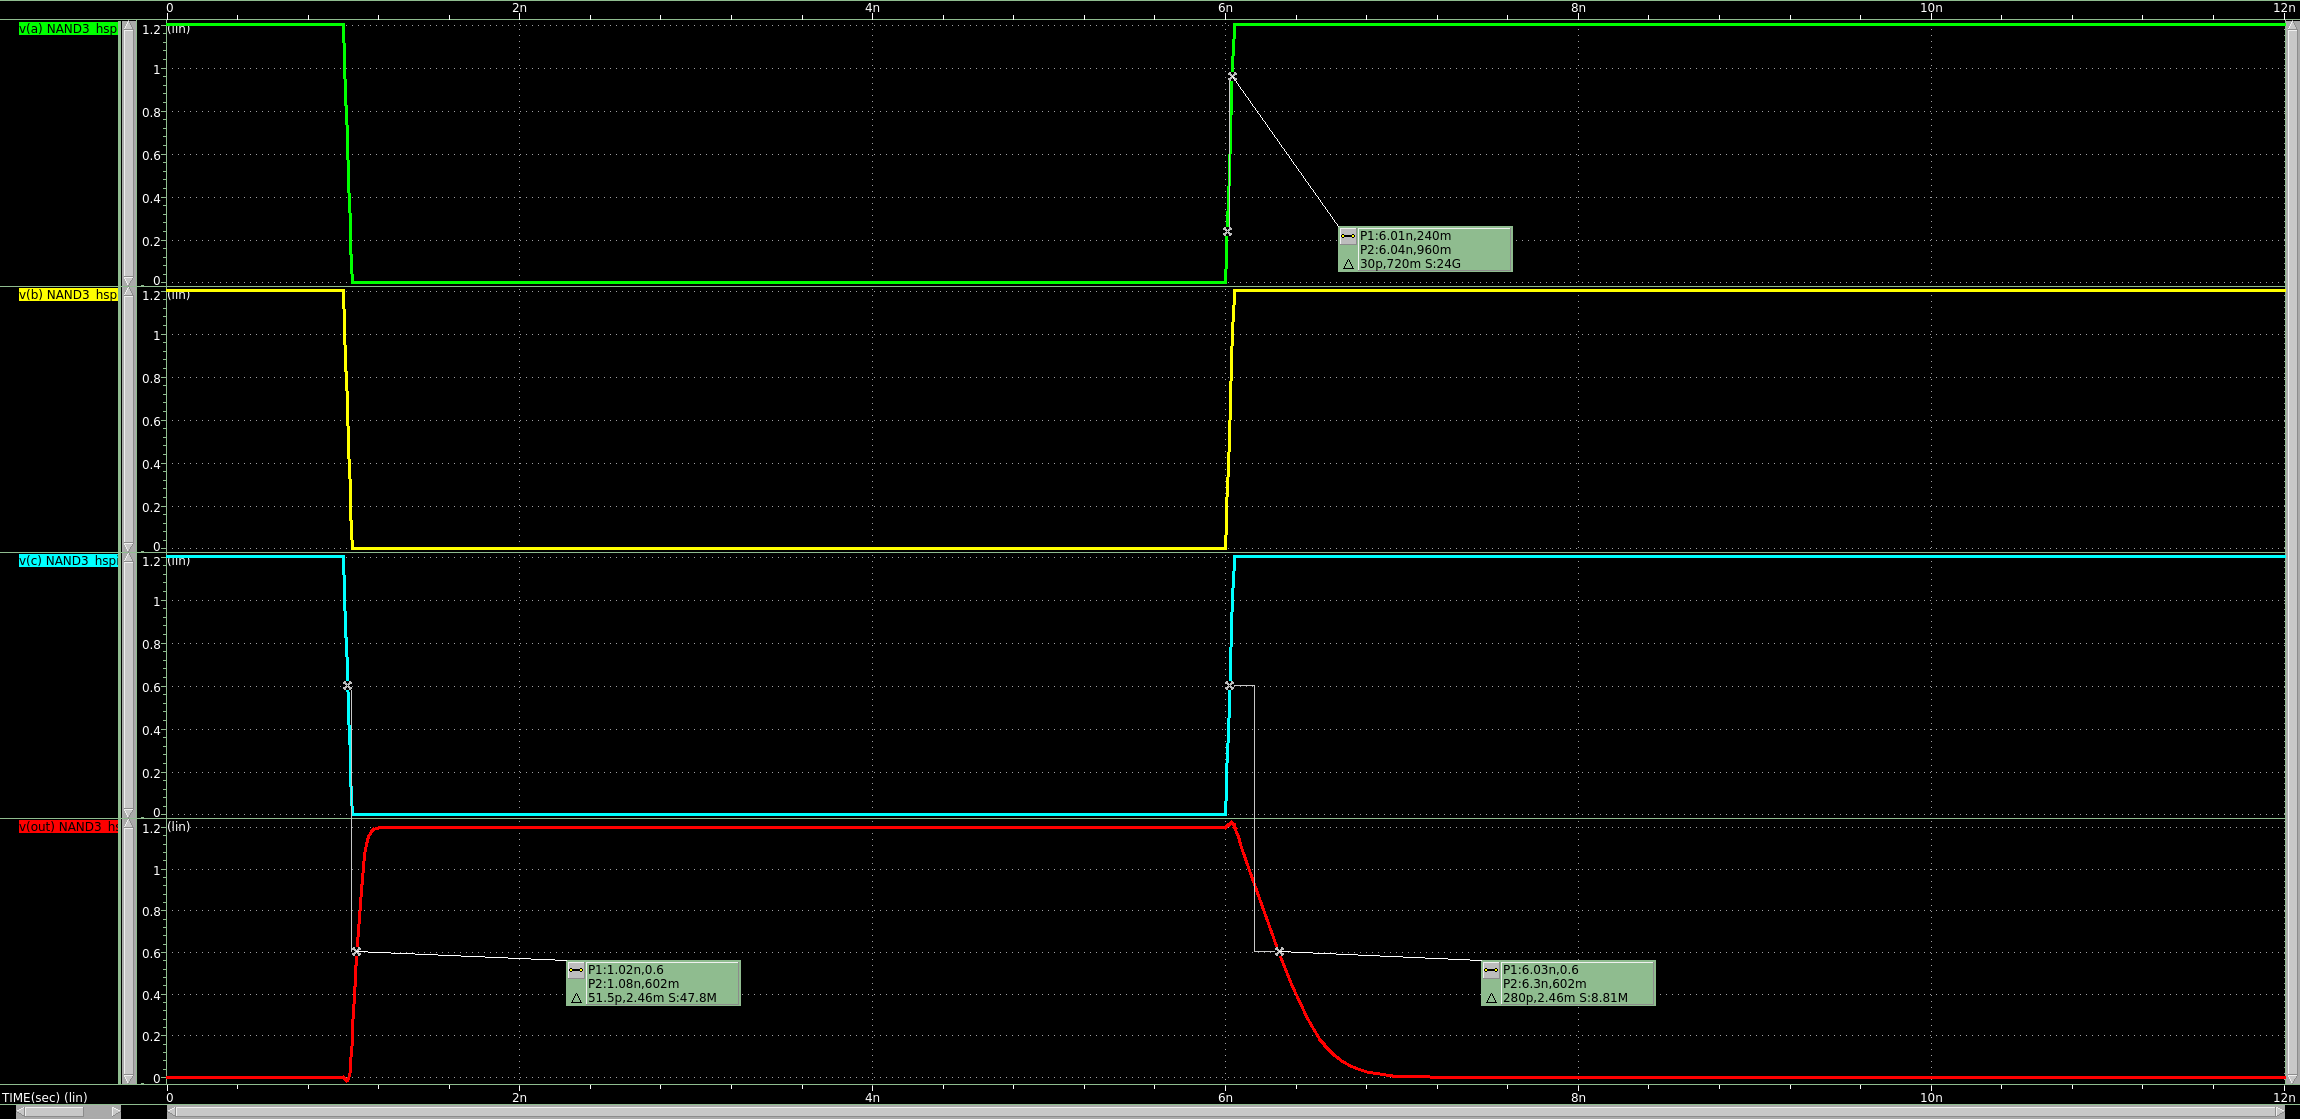 0 2n 4n 6n 8n 10n 12n
v(a) NAND3_hsp
(lin)
1.2
1
0.8
0.6
0.4
0.2
0
P1:6.01n,240m
P2:6.04n,960m
30p,720m S:24G
v(b) NAND3_hsp
(lin)
1.2
1
0.8
0.6
0.4
0.2
0
v(c) NAND3_hsp
(lin)
1.2
1
0.8
0.6
0.4
0.2
0
v(out) NAND3_hs
(lin)
1.2
1
0.8
0.6
0.4
0.2
0
P1:1.02n,0.6
P2:1.08n,602m
51.5p,2.46m S:47.8M
P1:6.03n,0.6
P2:6.3n,602m
280p,2.46m S:8.81M
TIME(sec) (lin)
0 2n 4n 6n 8n 10n 12n